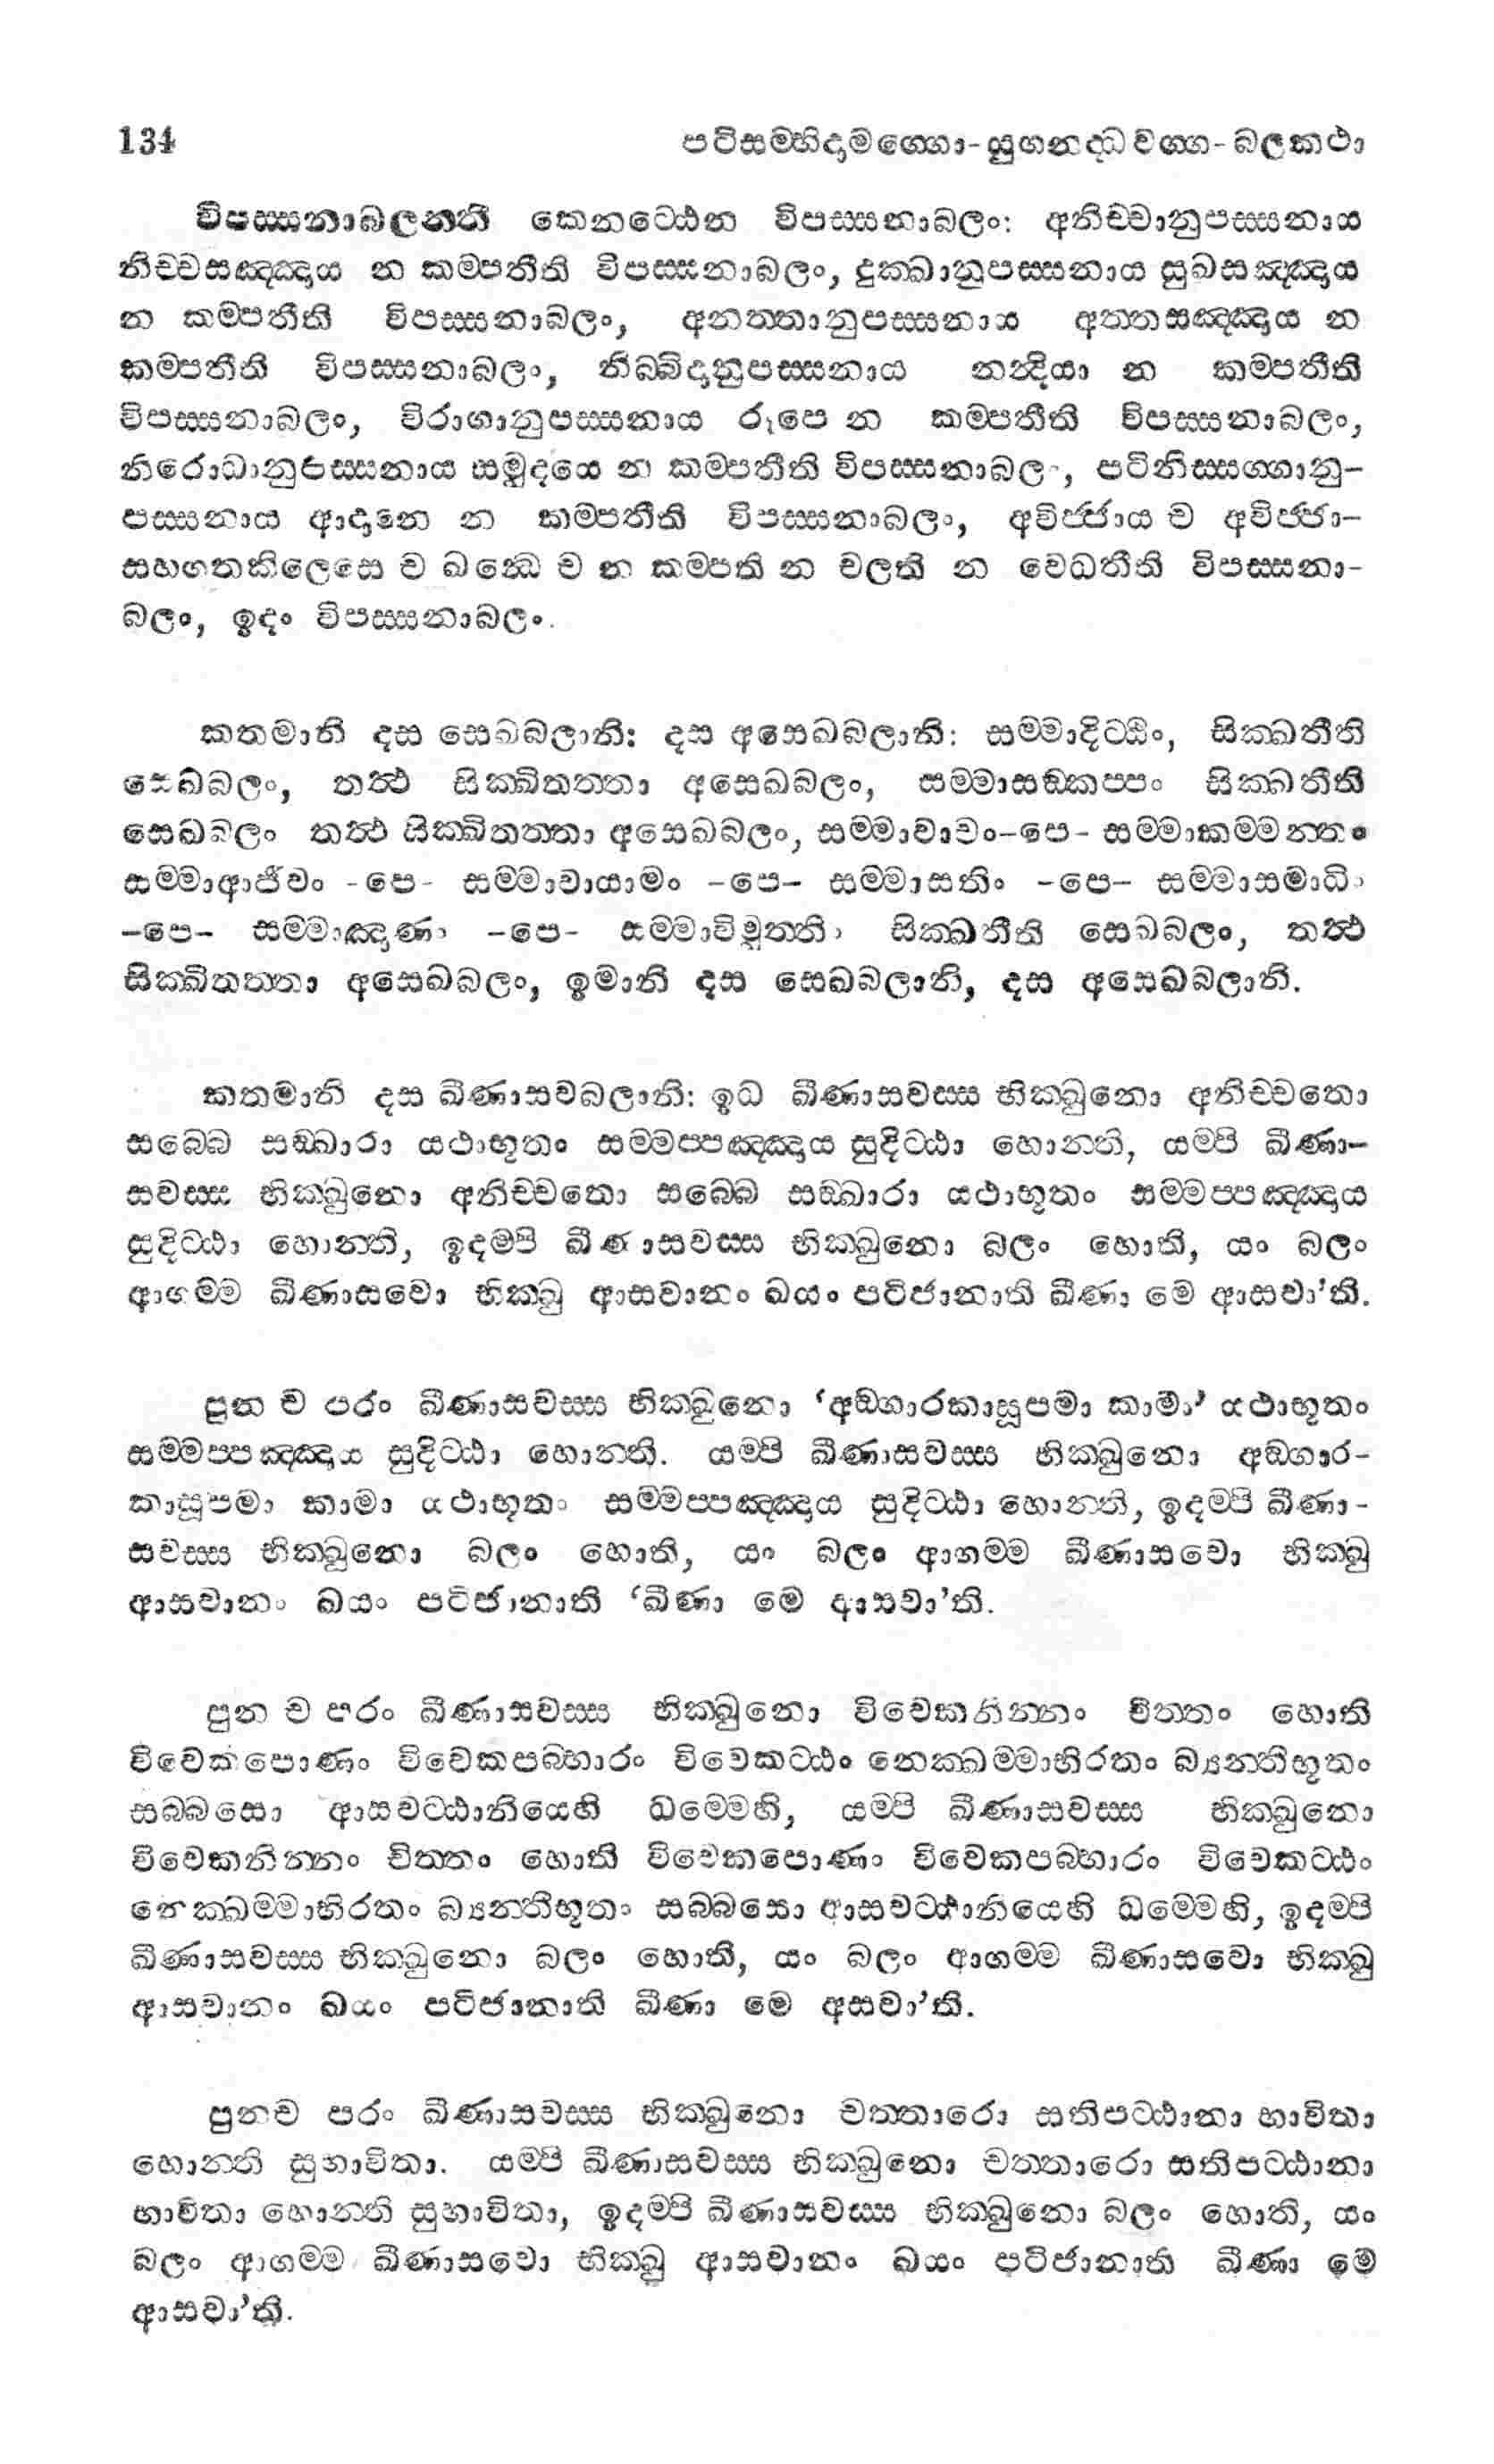 134 පටිසම්භිදාමග්ගො-යුගනද්ධවග්ග-බලකථා
විපස්සනාබලන්ති කෙනට්ඨෙන විපස්සනාබලං: අනිච්චානුපස්සනාය
නිච්චසඤ්ඤාය න කම්පතීති විපස්සනාබලං, දුක්ඛානුපස්සනාය සුඛසඤ්ඤාය
න කම්පතීති විපස්සනාබලං, අනත්තානුපස්සනාය අත්තසඤ්ඤාය න
කම්පතීති විපස්සනාබලං, නිබ්බිදානුපස්සනාය නන්දියා න කම්පතීති
විපස්සනාබලං, විරාගානුපස්සනාය රූපෙ න කම්පතීති විපස්සනාබලං,
නිරොධානුපස්සනාය සමුදයෙ න කම්පතීති විපස්සනාබලං, පටිනිස්සග්ගානු-
පස්සනාය ආදානෙ න කම්පතීති විපස්සනාබලං, අවිජ්ජාය ච අවිජ්ජා-
සහගතකිලෙසෙ ච ඛන්ධෙ ච න කම්පති න චලති න වෙධතීති විපස්සනා-
බලං, ඉදං විපස්සනාබලං.
කතමානි දස සෙඛබලානි: දස අසෙඛබලානි: සම්මාදිට්ඨිං, සික්ඛතීති
සෙඛබලං, තත්ථ සික්ඛිතත්තා අසෙඛබලං, සම්මාසඞ්කප්පං සික්ඛතීති
සෙඛබලං තත්ථ සික්ඛිතත්තා අසෙඛබලං, සම්මාවාචං-පෙ- සම්මාකම්මන්තං
සම්මාආජීවං -පෙ- සම්මාවායාමං -පෙ- සම්මාසතිං -පෙ- සම්මාසමාධිං
-පෙ- සම්මාඤාණං -පෙ- සම්මාවිමුත්තිං සික්ඛතීති සෙඛබලං, තත්ථ
සික්ඛිතත්තා අසෙඛබලං, ඉමානි දස සෙඛබලානි, දස අසෙඛබලානි.
කතමානි දස ඛීණාසවබලානි: ඉධ ඛීණාසවස්ස භික්ඛුනො අනිච්චතො
සබ්බෙ සඞ්ඛාරා යථාභූතං සම්මප්පඤ්ඤාය සුදිට්ඨා හොන්ති, යම්පි ඛීණා-
සවස්ස භික්ඛුනො අනිච්චතො සබ්බෙ සඞ්ඛාරා යථාභූතං සම්මප්පඤ්ඤාය
සුදිට්ඨා හොන්ති, ඉදම්පි ඛීණාසවස්ස භික්ඛුනො බලං හොති, යං බලං
ආගම්ම ඛීණාසවො භික්ඛු ආසවානං ඛයං පටිජානාති ඛීණා මෙ ආසවා’ති.
පුන ච පරං ඛීණාසවස්ස භික්ඛුනො ‘අඞ්ගාරකාසූපමා කාමා’ යථාභූතං
සම්මප්පඤ්ඤාය සුදිට්ඨා හොන්ති. යම්පි ඛීණාසවස්ස භික්ඛුනො අඞ්ගාර-
කාසූපමා කාමා යථාභූතං සම්මප්පඤ්ඤාය සුදිට්ඨා හොන්ති, ඉදම්පි ඛීණා-
සවස්ස භික්ඛුනො බලං හොති, යං බලං ආගම්ම ඛීණාසවො භික්ඛු
ආසවානං ඛයං පටිජානාති ‘ඛීණා මෙ ආසවා’ති.
පුන ච පරං ඛීණාසවස්ස භික්ඛුනො විවෙකනින්නං චිත්තං හොති
විවෙකපොණං විවෙකපබ්භාරං විවෙකට්ඨං නෙක්ඛම්මාභිරතං බ්‍යන්තීභූතං
සබ්බසො ආසවට්ඨානියෙහි ධම්මෙහි, යම්පි ඛීණාසවස්ස භික්ඛුනො
විවෙකනින්නං චිත්තං හොති විවෙකපොණං විවෙකපබ්භාරං විවෙකට්ඨං
නෙක්ඛම්මාභිරතං බ්‍යන්තීභූතං සබ්බසො ආසවට්ඨානියෙහි ධම්මෙහි, ඉදම්පි
ඛීණාසවස්ස භික්ඛුනො බලං හොති, යං බලං ආගම්ම ඛීණාසවො භික්ඛු
ආසවානං ඛයං පටිජානාති ඛීණා මෙ අසවා’ති.
පුනච පරං ඛීණාසවස්ස භික්ඛුනො චත්තාරො සතිපට්ඨානා භාවිතා
හොන්ති සුභාවිතා. යම්පි ඛීණාසවස්ස භික්ඛුනො චත්තාරො සතිපට්ඨානා
භාවිතා හොන්ති සුභාවිතා, ඉදම්පි ඛීණාසවස්ස භික්ඛුනො බලං හොති, යං
බලං ආගම්ම ඛීණාසවො භික්ඛු ආසවානං ඛයං පටිජානාති ඛීණා මෙ
ආසවා’ති.